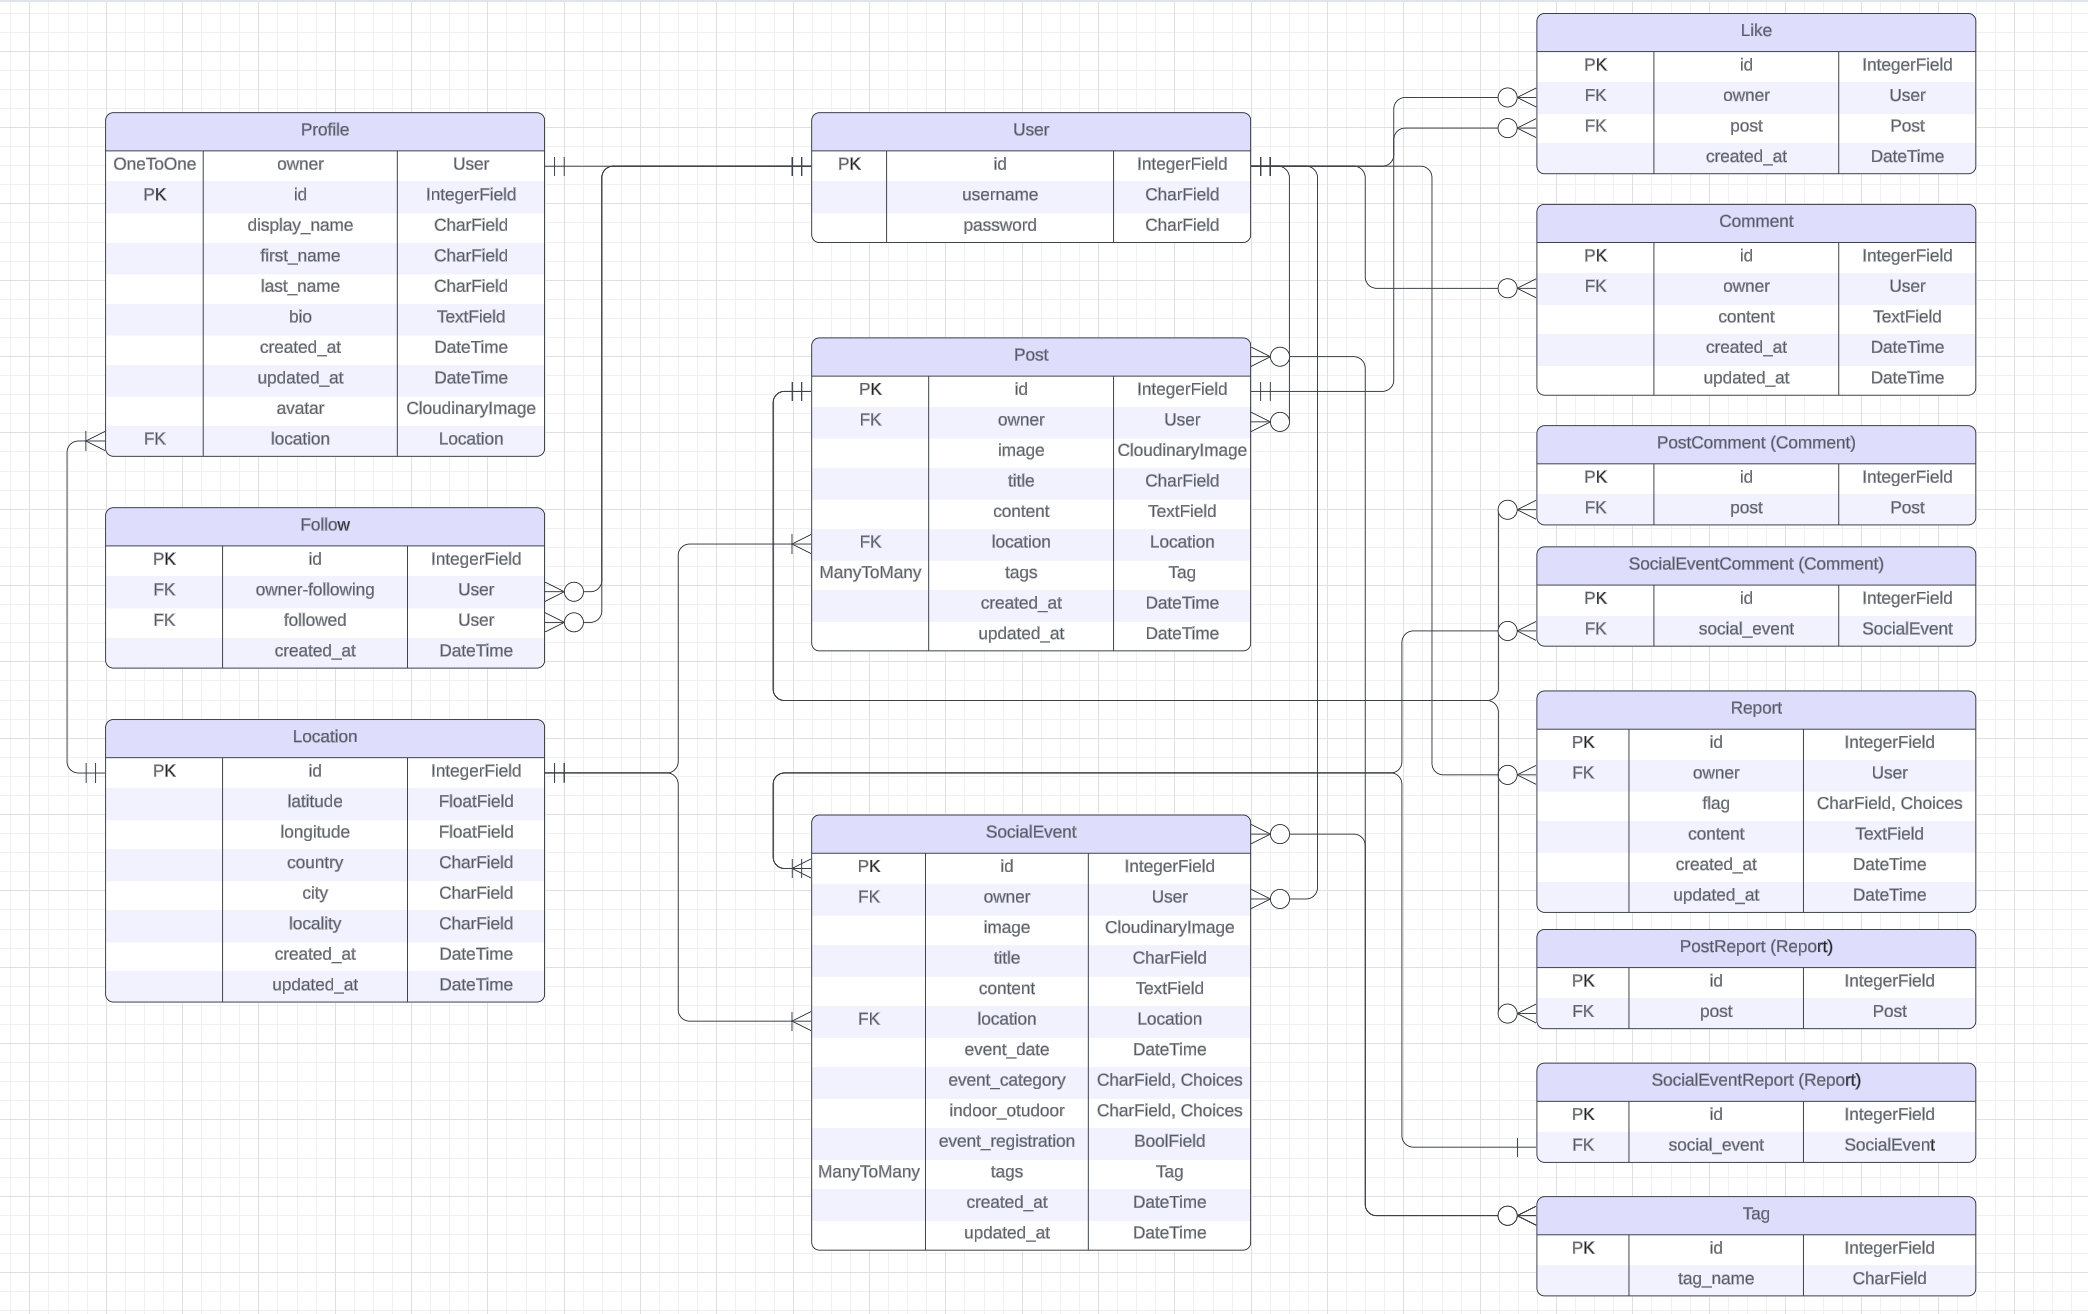 Profile
OneToOne owner User
PK id IntegerField
display_name CharField
first_name CharField
last_name CharField
bio TextField
created_at DateTime
updated_at DateTime
avatar CloudinaryImage
FK location Location
Follow
PK id IntegerField
FK owner-following User
FK followed User
created_at DateTime
Location
PK id IntegerField
latitude FloatField
longitude FloatField
country CharField
city CharField
locality CharField
created_at DateTime
updated_at DateTime
User
PK id IntegerField
username CharField
password CharField
Post
PK id IntegerField
FK owner User
image CloudinaryImage
title CharField
content TextField
FK location Location
ManyToMany tags Tag
created_at DateTime
updated_at DateTime
SocialEvent
PK id IntegerField
FK owner User
image CloudinaryImage
title CharField
content TextField
FK location Location
event_date DateTime
event_category CharField, Choices
indoor_otudoor CharField, Choices
event_registration BoolField
ManyToMany tags Tag
created_at DateTime
updated_at DateTime
Like
PK id IntegerField
FK owner User
FK post Post
created_at DateTime
Comment
PK id IntegerField
FK owner User
content TextField
created_at DateTime
updated_at DateTime
PostComment (Comment)
PK id IntegerField
FK post Post
SocialEventComment (Comment)
PK id IntegerField
FK social_event SocialEvent
Report
PK id IntegerField
FK owner User
flag CharField, Choices
content TextField
created_at DateTime
updated_at DateTime
PostReport (Report)
PK id IntegerField
FK post Post
SocialEventReport (Report)
PK id IntegerField
FK social_event SocialEvent
Tag
PK id IntegerField
tag_name CharField